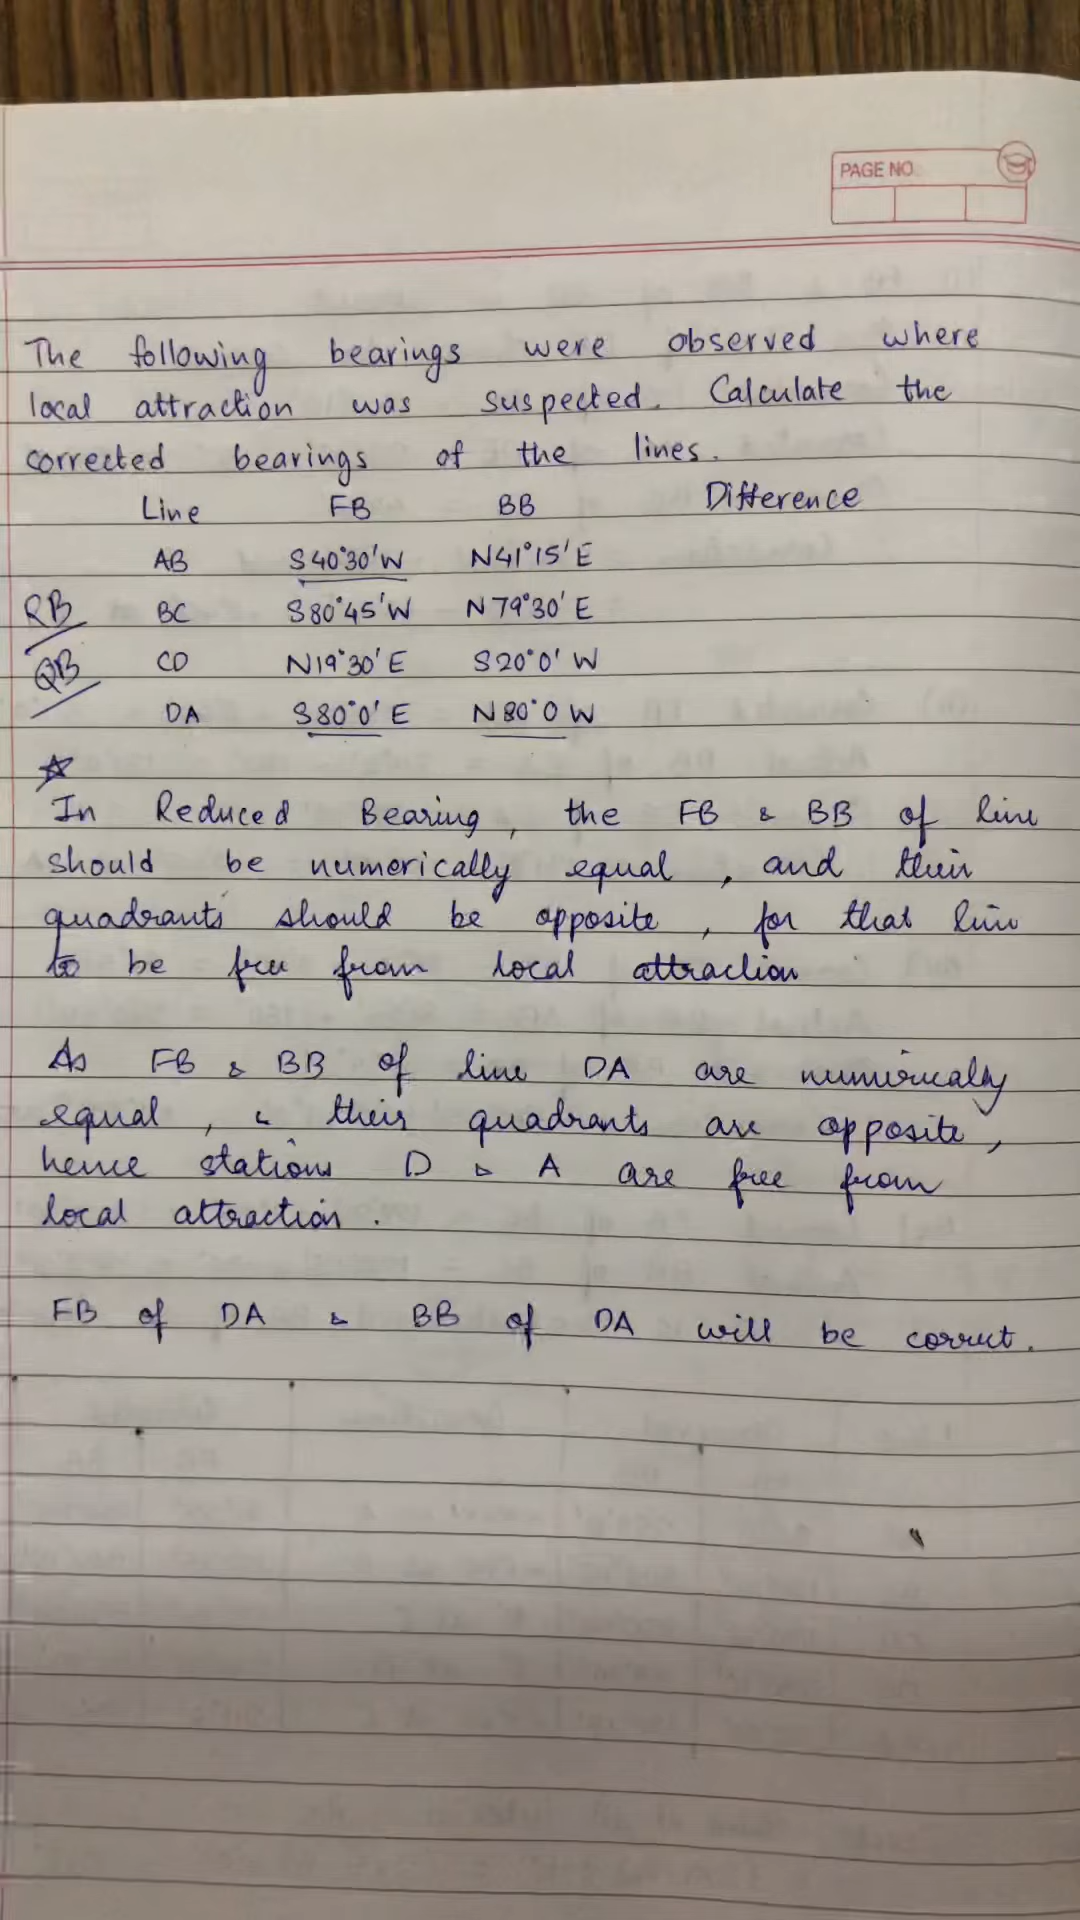 PAGE NO.
The following bearings were observed where
local attraction was suspected. Calculate the
corrected bearings of the lines.
Line FB BB Difference
AB S40°30'W N41°15'E
RB BC S80°45'W N79°30'E
QB CD N19°30'E S20°0'W
DA S80°0'E N80°0 W
In Reduced Bearing, the FB & BB of line
should be numerically equal, and their
quadrants should be opposite, for that line
to be free from local attraction
As FB & BB of line DA are numerically
equal, & their quadrants are opposite,
hence stations D & A are free from
local attraction.
FB of DA & BB of DA will be correct.